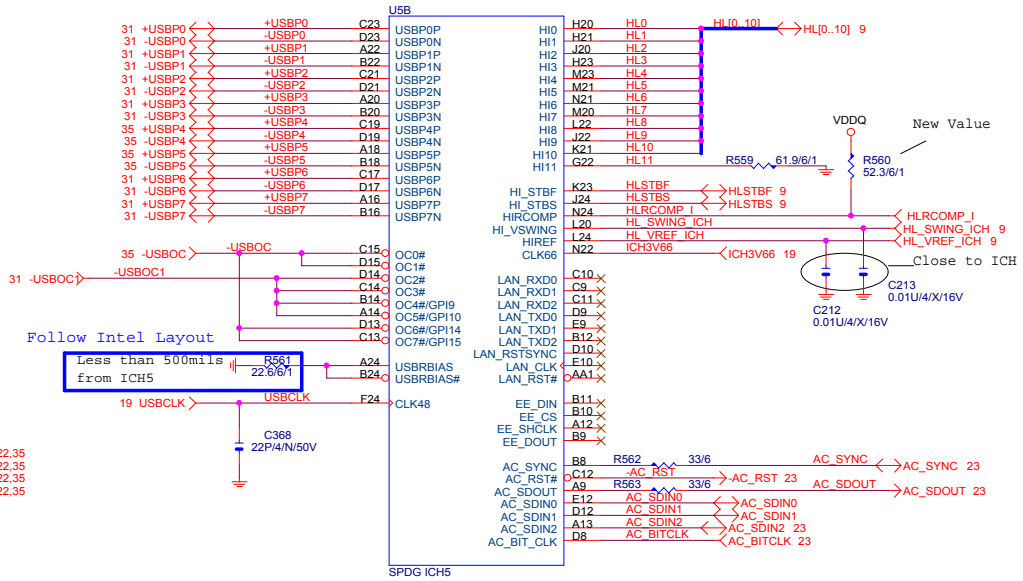 U5B
31 +USBP0 +USBP0 C23 USBP0P HI0 H20 HL0 HL[0..10] HL[0..10] 9
31 -USBP0 -USBP0 D23 USBP0N HI1 H21 HL1
31 +USBP1 +USBP1 A22 USBP1P HI2 J20 HL2
31 -USBP1 -USBP1 B22 USBP1N HI3 H23 HL3
31 +USBP2 +USBP2 C21 USBP2P HI4 M23 HL4
31 -USBP2 -USBP2 D21 USBP2N HI5 M21 HL5
31 +USBP3 +USBP3 A20 USBP3P HI6 N21 HL6
31 -USBP3 -USBP3 B20 USBP3N HI7 M20 HL7
35 +USBP4 +USBP4 C19 USBP4P HI8 L22 HL8
35 -USBP4 -USBP4 D19 USBP4N HI9 J22 HL9
35 +USBP5 +USBP5 A18 USBP5P HI10 K21 HL10
35 -USBP5 -USBP5 B18 USBP5N HI11 G22 HL11 R559 61.9/6/1
31 +USBP6 +USBP6 C17 USBP6P
31 -USBP6 -USBP6 D17 USBP6N HI_STBF K23 HLSTBF HLSTBF 9
31 +USBP7 +USBP7 A16 USBP7P HI_STBS J24 HLSTBS HLSTBS 9
31 -USBP7 -USBP7 B16 USBP7N HIRCOMP N24 HLRCOMP_I HLRCOMP_I
HI_VSWING L20 HL_SWING_ICH HL_SWING_ICH 9
HIREF L24 HL_VREF_ICH HL_VREF_ICH 9
CLK66 N22 ICH3V66 ICH3V66 19
VDDQ
New Value
R560
52.3/6/1
Close to ICH
C213
0.01U/4/X/16V
C212
0.01U/4/X/16V
35 -USBOC -USBOC C15 OC0#
D15 OC1#
31 -USBOC1 -USBOC1 D14 OC2# LAN_RXD0 C10
C14 OC3# LAN_RXD1 C9
B14 OC4#/GPI9 LAN_RXD2 C11
A14 OC5#/GPI10 LAN_TXD0 D9
D13 OC6#/GPI14 LAN_TXD1 E9
C13 OC7#/GPI15 LAN_TXD2 B12
LAN_RSTSYNC D10
LAN_CLK E10
LAN_RST# AA1
Follow Intel Layout
Less than 500mils
from ICH5
R561
22.6/6/1
A24 USBRBIAS
B24 USBRBIAS#
19 USBCLK USBCLK F24 CLK48
C368
22P/4/N/50V
EE_DIN B11
EE_CS B10
EE_SHCLK A12
EE_DOUT B9
22,35
22,35
22,35
22,35
AC_SYNC B8 R562 33/6 AC_SYNC AC_SYNC 23
AC_RST# C12 -AC_RST -AC_RST 23
AC_SDOUT A9 R563 33/6 AC_SDOUT AC_SDOUT 23
AC_SDIN0 E12 AC_SDIN0 AC_SDIN0
AC_SDIN1 D12 AC_SDIN1 AC_SDIN1
AC_SDIN2 A13 AC_SDIN2 AC_SDIN2 23
AC_BIT_CLK D8 AC_BITCLK AC_BITCLK 23
SPDG ICH5